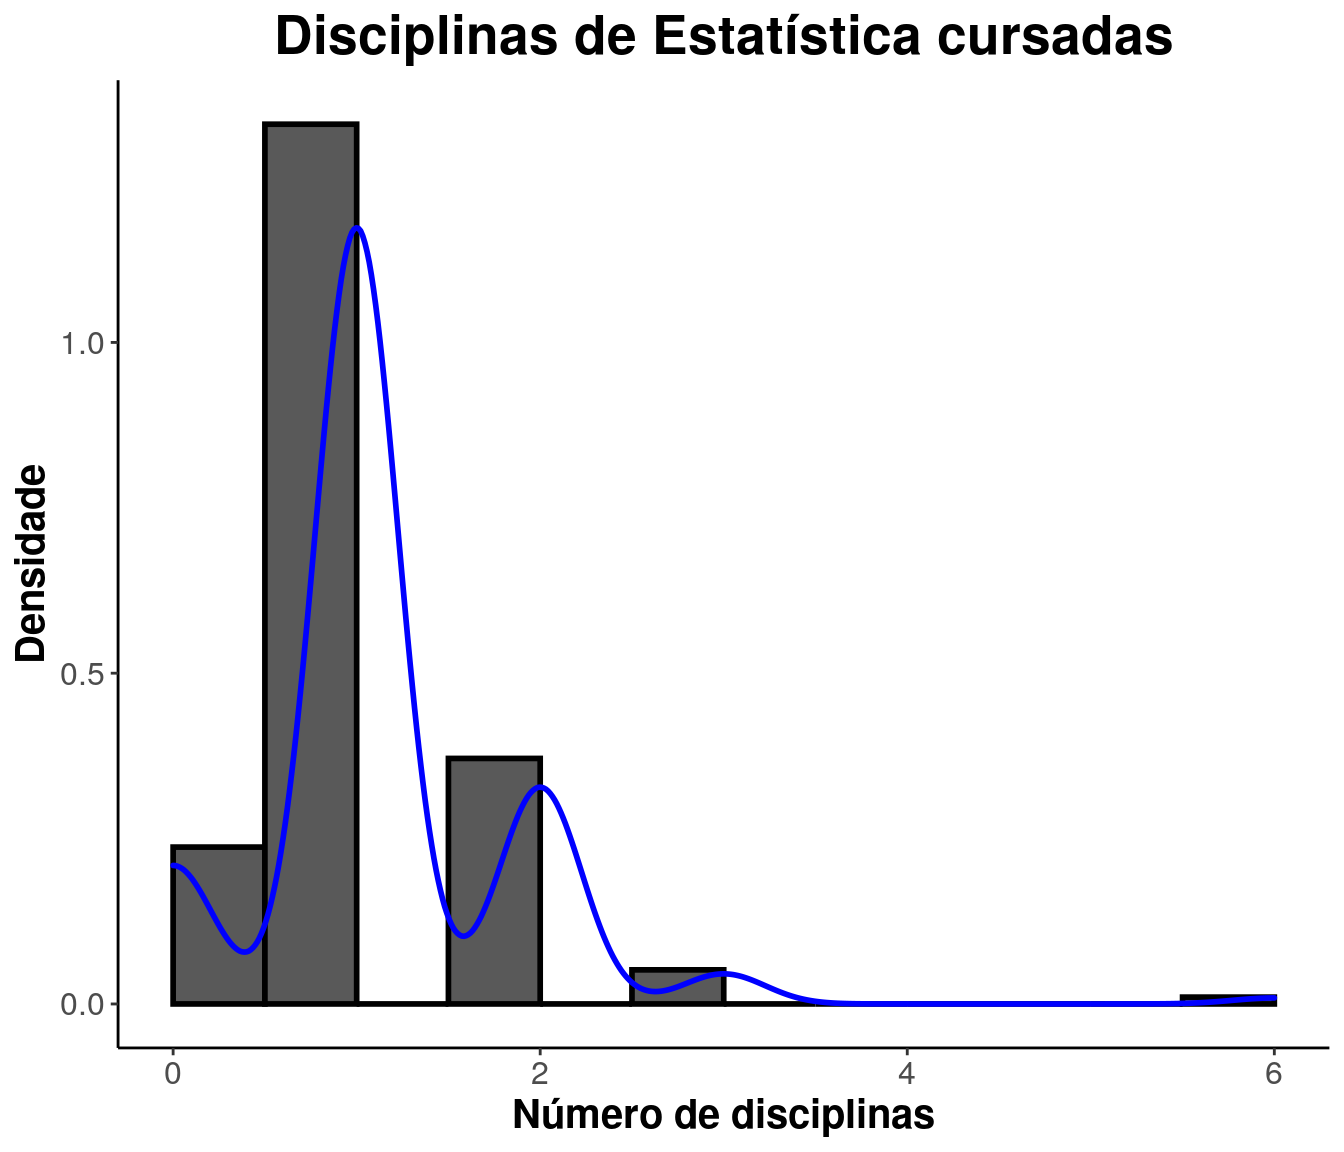 Disciplinas de Estatística cursadas
Densidade
1.0
0.5
0.0
0 2 4 6
Número de disciplinas